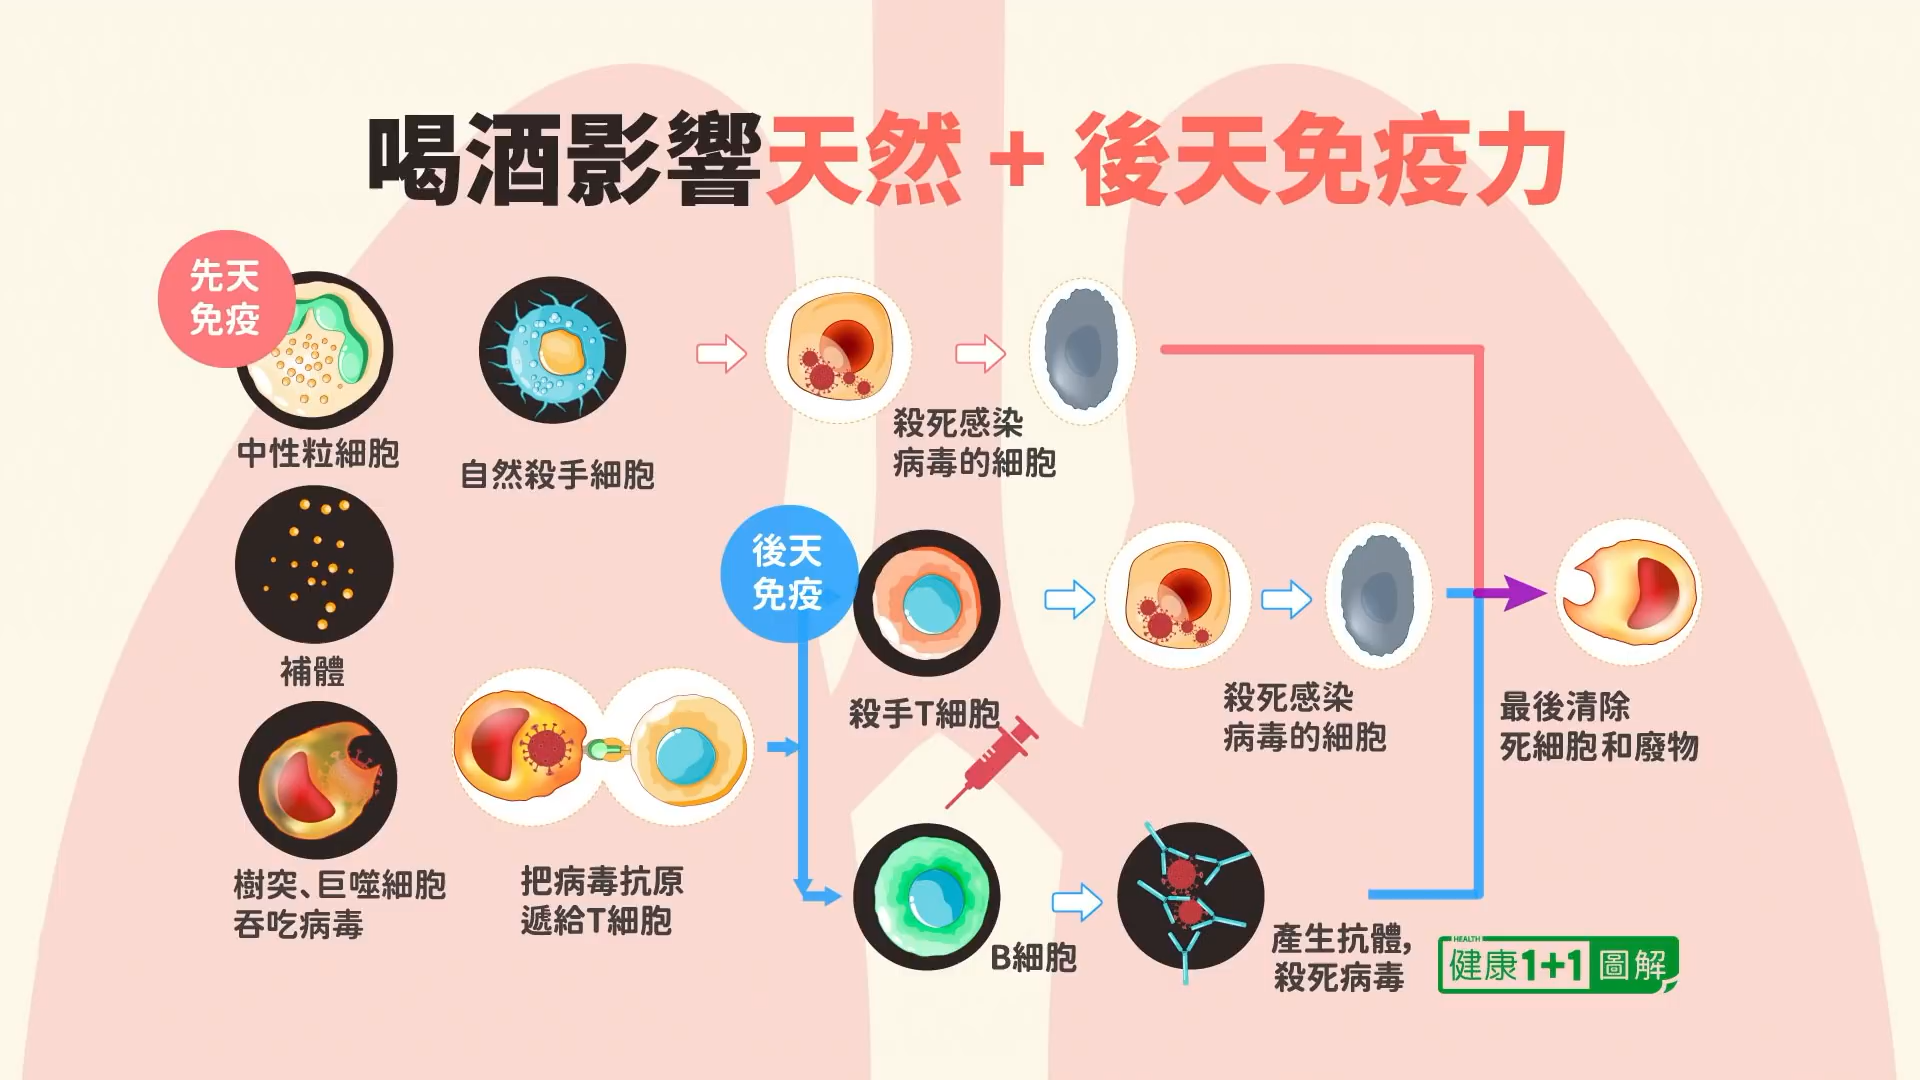 喝酒影響天然 + 後天免疫力
先天
免疫
中性粒細胞
自然殺手細胞
殺死感染
病毒的細胞
補體
後天
免疫
殺手T細胞
殺死感染
病毒的細胞
最後清除
死細胞和廢物
樹突、巨噬細胞
吞吃病毒
把病毒抗原
遞給T細胞
B細胞
產生抗體,
殺死病毒
HEALTH
健康1+1 圖解